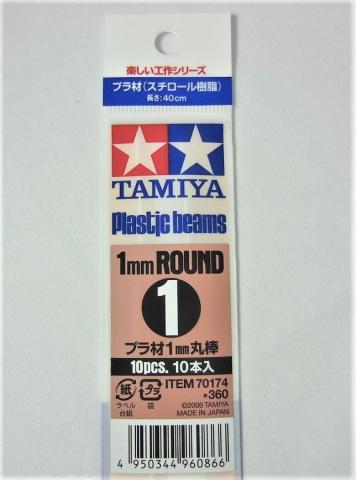 楽しい工作シリーズ
プラ材(スチロール樹脂)
長さ:40cm
TAMIYA
Plastic beams
1mm ROUND
1
プラ材1mm丸棒
10pcs. 10本入
紙 プラ ITEM 70174
ラベル 袋 *360
台紙 ©2006 TAMIYA
MADE IN JAPAN
4 950344 960866